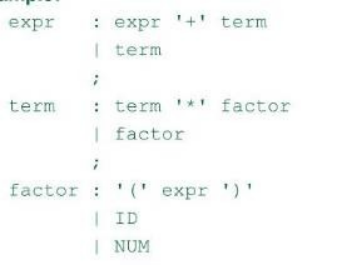 expr : expr '+' term
| term
;
term : term '*' factor
| factor
;
factor : '(' expr ')'
| ID
| NUM